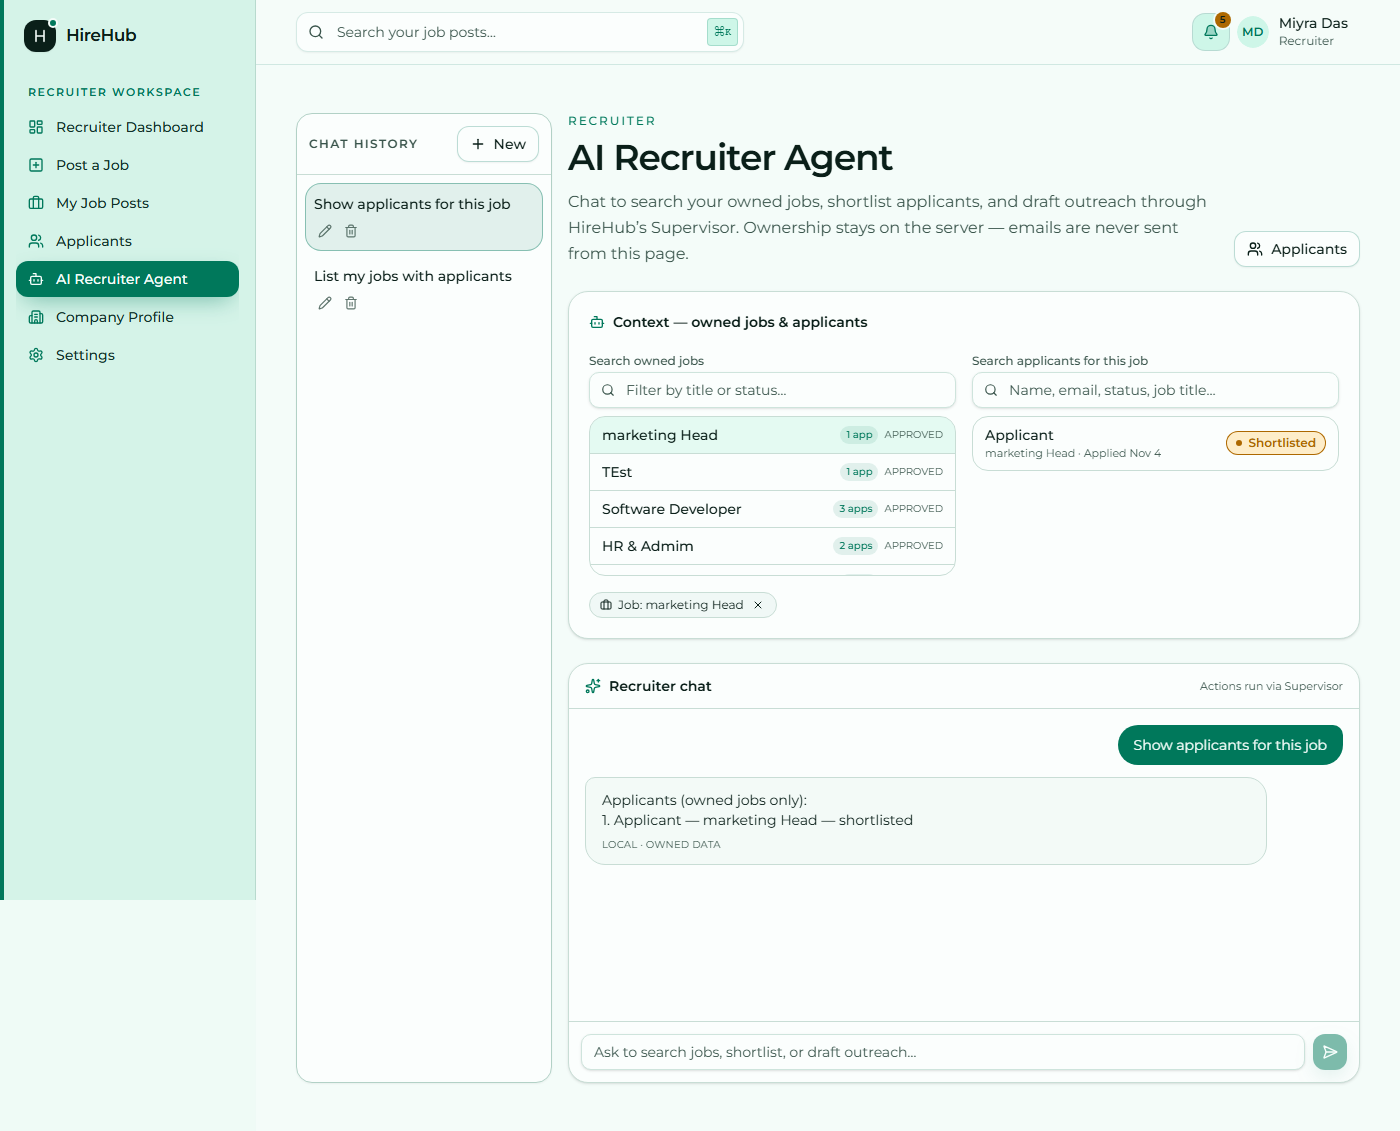 H
HireHub
RECRUITER WORKSPACE
Recruiter Dashboard
Post a Job
My Job Posts
Applicants
AI Recruiter Agent
Company Profile
Settings
Search your job posts...
⌘K
5
MD
Miyra Das
Recruiter
CHAT HISTORY
New
Show applicants for this job
List my jobs with applicants
RECRUITER
AI Recruiter Agent
Chat to search your owned jobs, shortlist applicants, and draft outreach through
HireHub’s Supervisor. Ownership stays on the server — emails are never sent
from this page.
Applicants
Context — owned jobs & applicants
Search owned jobs
Filter by title or status...
marketing Head 1 app APPROVED
TEst 1 app APPROVED
Software Developer 3 apps APPROVED
HR & Admim 2 apps APPROVED
Job: marketing Head
Search applicants for this job
Name, email, status, job title...
Applicant
marketing Head · Applied Nov 4
Shortlisted
Recruiter chat
Actions run via Supervisor
Show applicants for this job
Applicants (owned jobs only):
1. Applicant — marketing Head — shortlisted
LOCAL · OWNED DATA
Ask to search jobs, shortlist, or draft outreach...